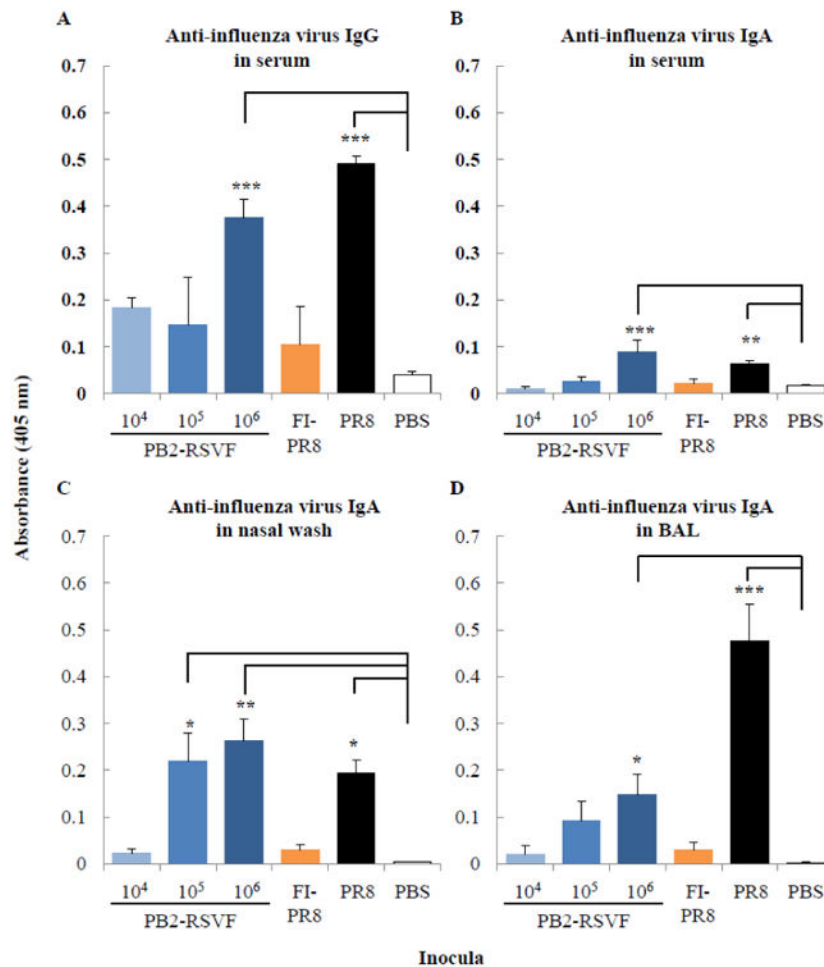 A
Anti-influenza virus IgG
in serum
0.7
0.6
0.5
0.4
0.3
0.2
0.1
0
***
***
10⁴ 10⁵ 10⁶ FI- PR8 PBS
PR8
PB2-RSVF
B
Anti-influenza virus IgA
in serum
0.7
0.6
0.5
0.4
0.3
0.2
0.1
0
***
**
10⁴ 10⁵ 10⁶ FI- PR8 PBS
PR8
PB2-RSVF
Absorbance (405 nm)
C
Anti-influenza virus IgA
in nasal wash
0.7
0.6
0.5
0.4
0.3
0.2
0.1
0
*
**
*
10⁴ 10⁵ 10⁶ FI- PR8 PBS
PR8
PB2-RSVF
D
Anti-influenza virus IgA
in BAL
0.7
0.6
0.5
0.4
0.3
0.2
0.1
0
*
***
10⁴ 10⁵ 10⁶ FI- PR8 PBS
PR8
PB2-RSVF
Inocula